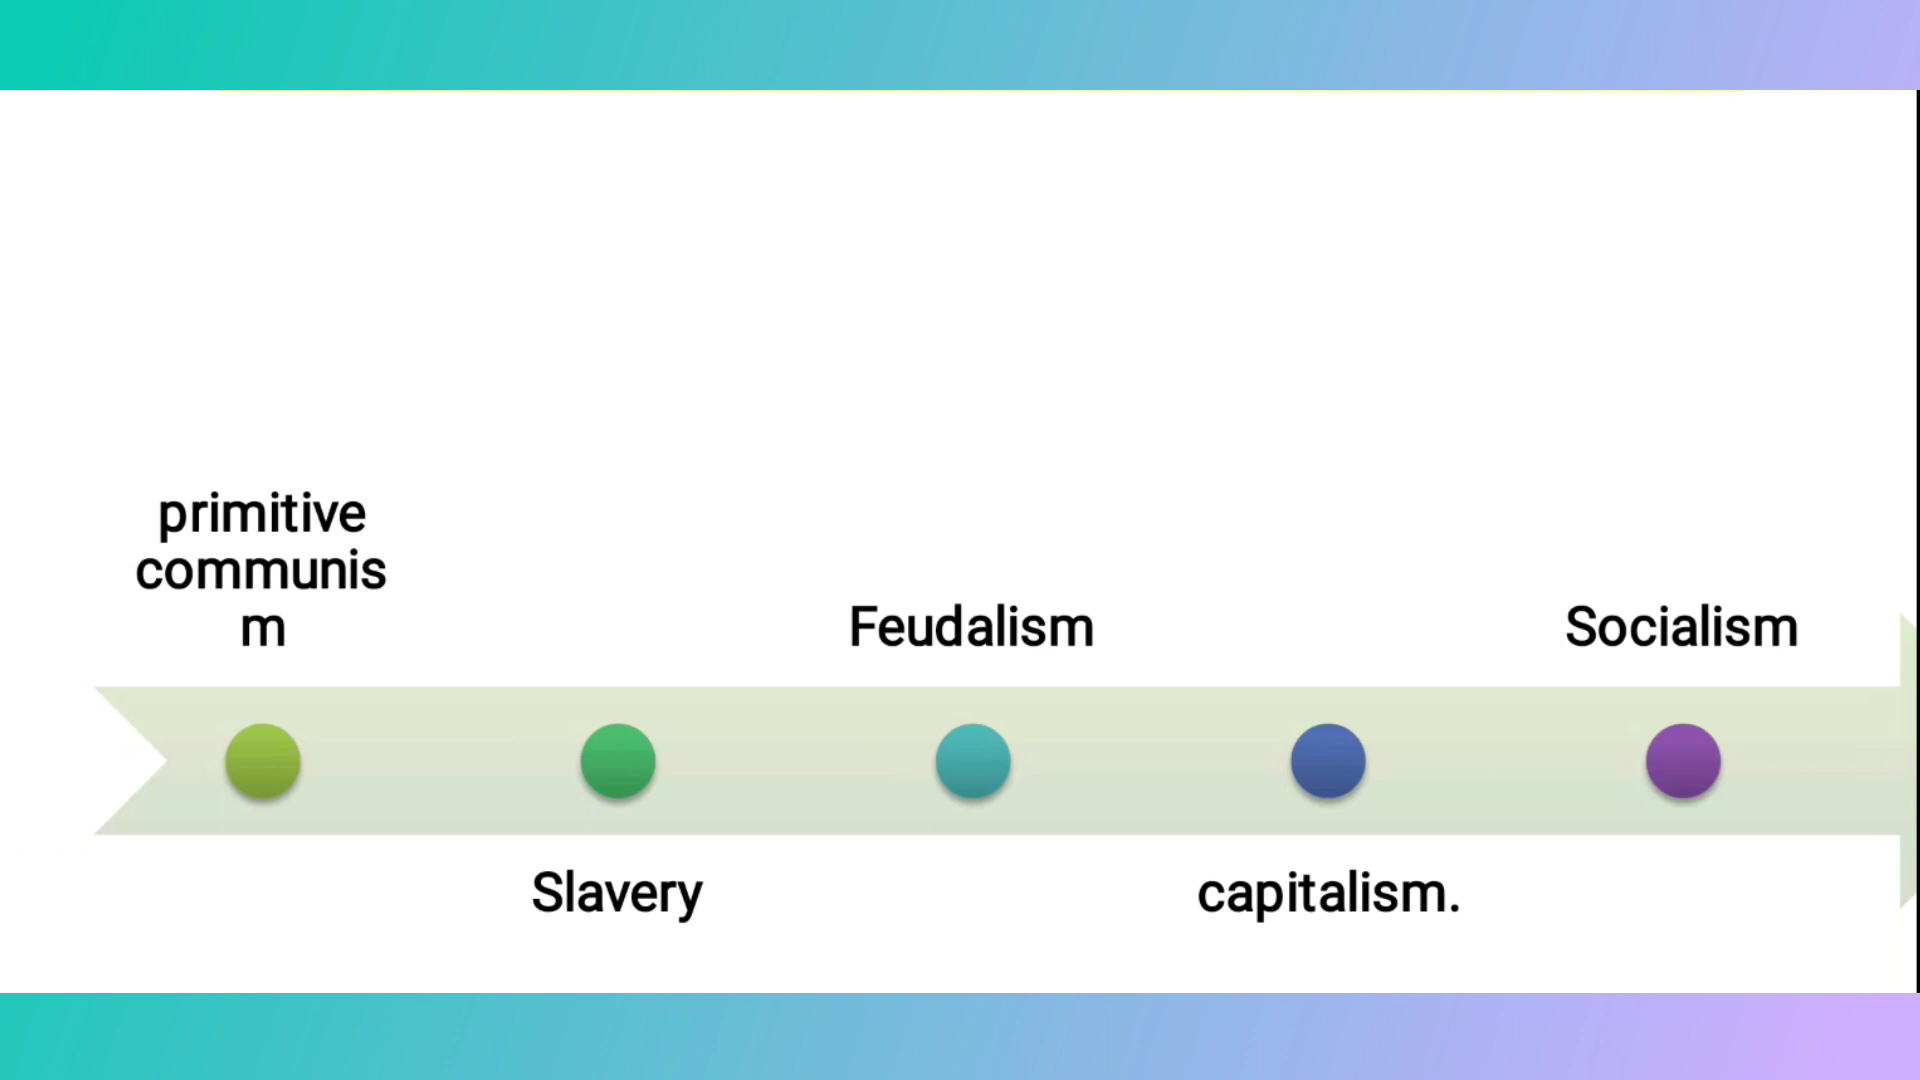 primitive
communis
m
Slavery
Feudalism
capitalism.
Socialism